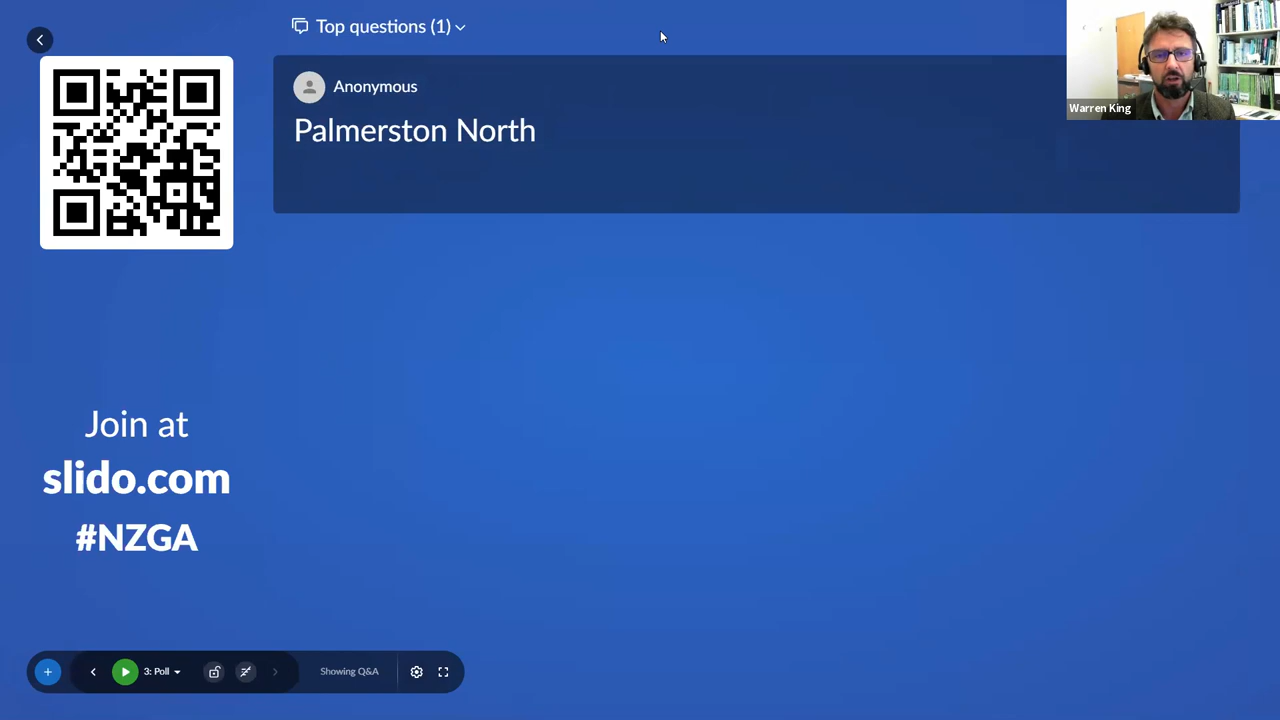 Top questions (1)
Anonymous
Palmerston North
Warren King
Join at
slido.com
#NZGA
3: Poll
Showing Q&A